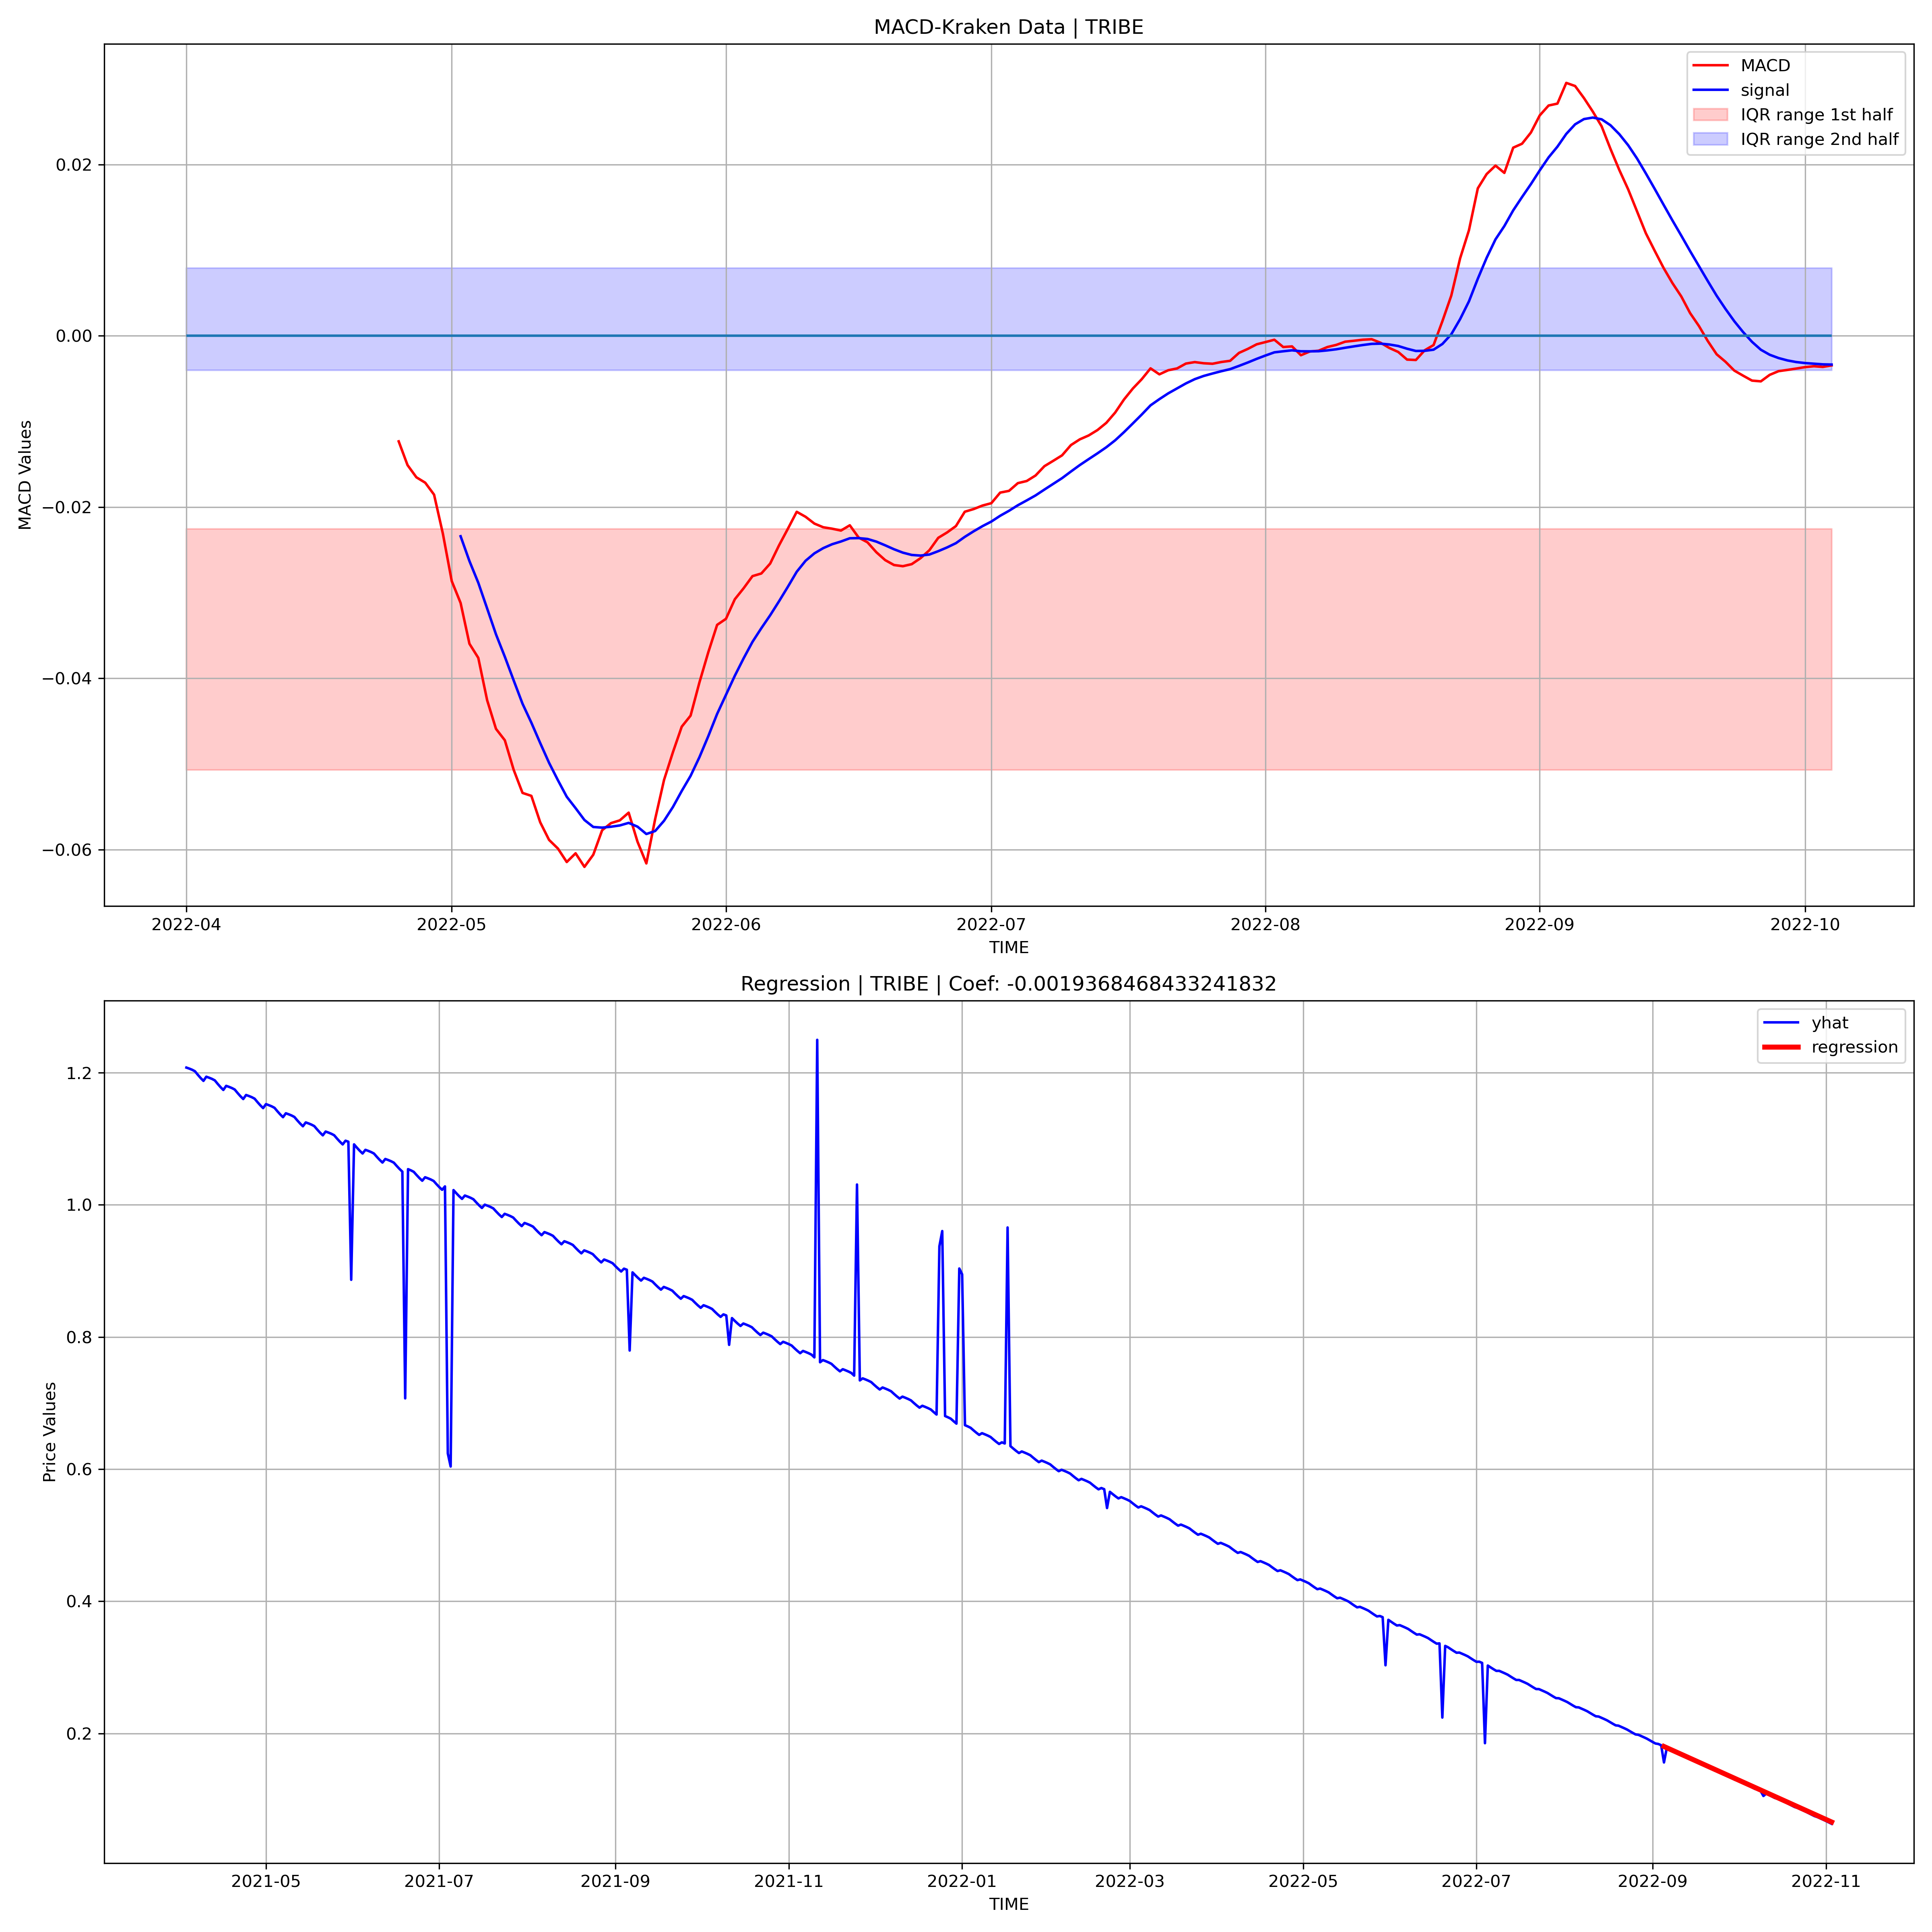 MACD-Kraken Data | TRIBE
MACD
signal
IQR range 1st half
IQR range 2nd half
MACD Values
0.02
0.00
−0.02
−0.04
−0.06
2022-04 2022-05 2022-06 2022-07 2022-08 2022-09 2022-10
TIME
Regression | TRIBE | Coef: -0.0019368468433241832
yhat
regression
Price Values
1.2
1.0
0.8
0.6
0.4
0.2
2021-05 2021-07 2021-09 2021-11 2022-01 2022-03 2022-05 2022-07 2022-09 2022-11
TIME